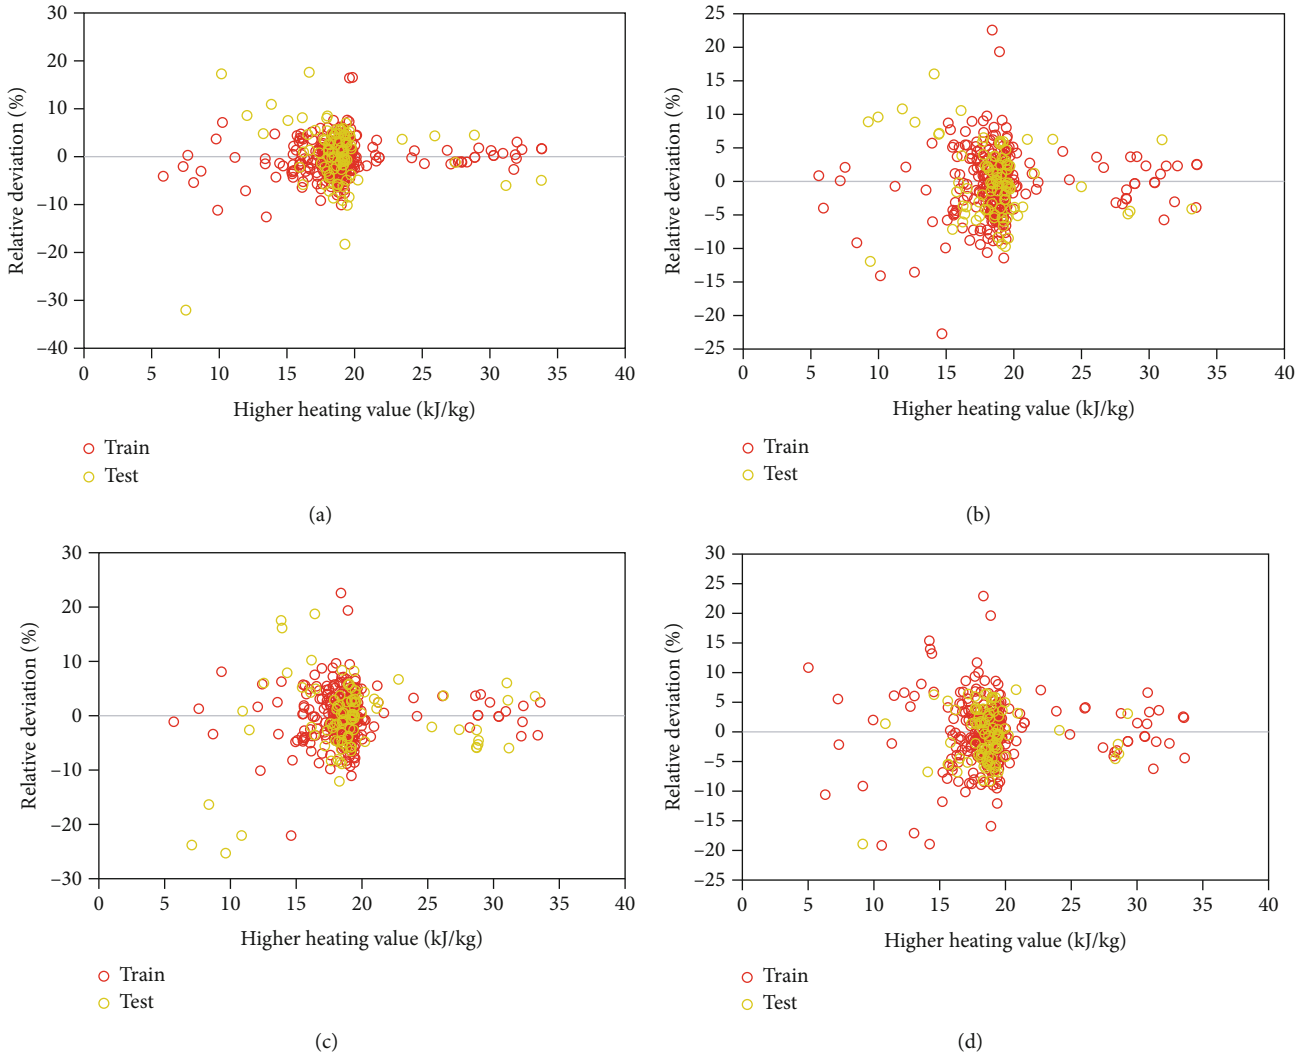 30
20
10
0
−10
−20
−30
−40
Relative deviation (%)
0 5 10 15 20 25 30 35 40
Higher heating value (kJ/kg)
Train
Test
(a)
25
20
15
10
5
0
−5
−10
−15
−20
−25
Relative deviation (%)
0 5 10 15 20 25 30 35 40
Higher heating value (kJ/kg)
Train
Test
(b)
30
20
10
0
−10
−20
−30
Relative deviation (%)
0 5 10 15 20 25 30 35 40
Higher heating value (kJ/kg)
Train
Test
(c)
30
25
20
15
10
5
0
−5
−10
−15
−20
−25
Relative deviation (%)
0 5 10 15 20 25 30 35 40
Higher heating value (kJ/kg)
Train
Test
(d)